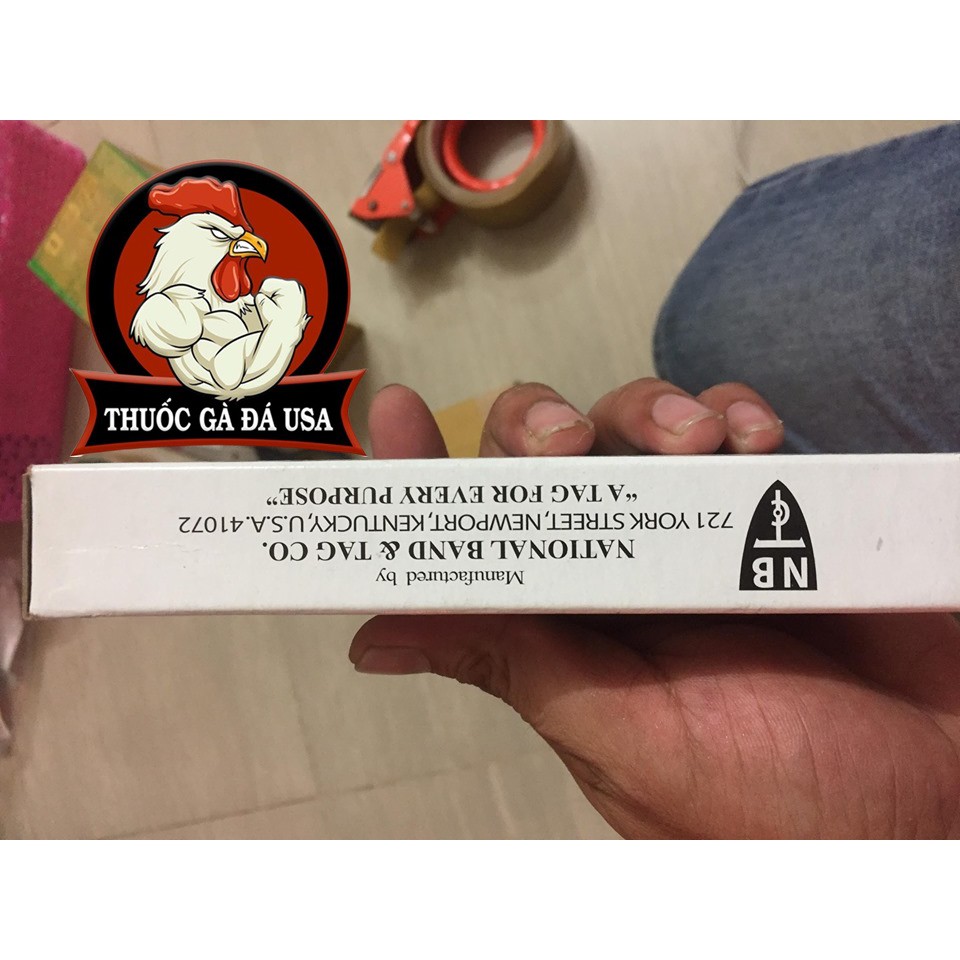 THUỐC GÀ ĐÁ USA
NB
Manufactured by
NATIONAL BAND & TAG CO.
721 YORK STREET, NEWPORT, KENTUCKY, U.S.A. 41072
“A TAG FOR EVERY PURPOSE”